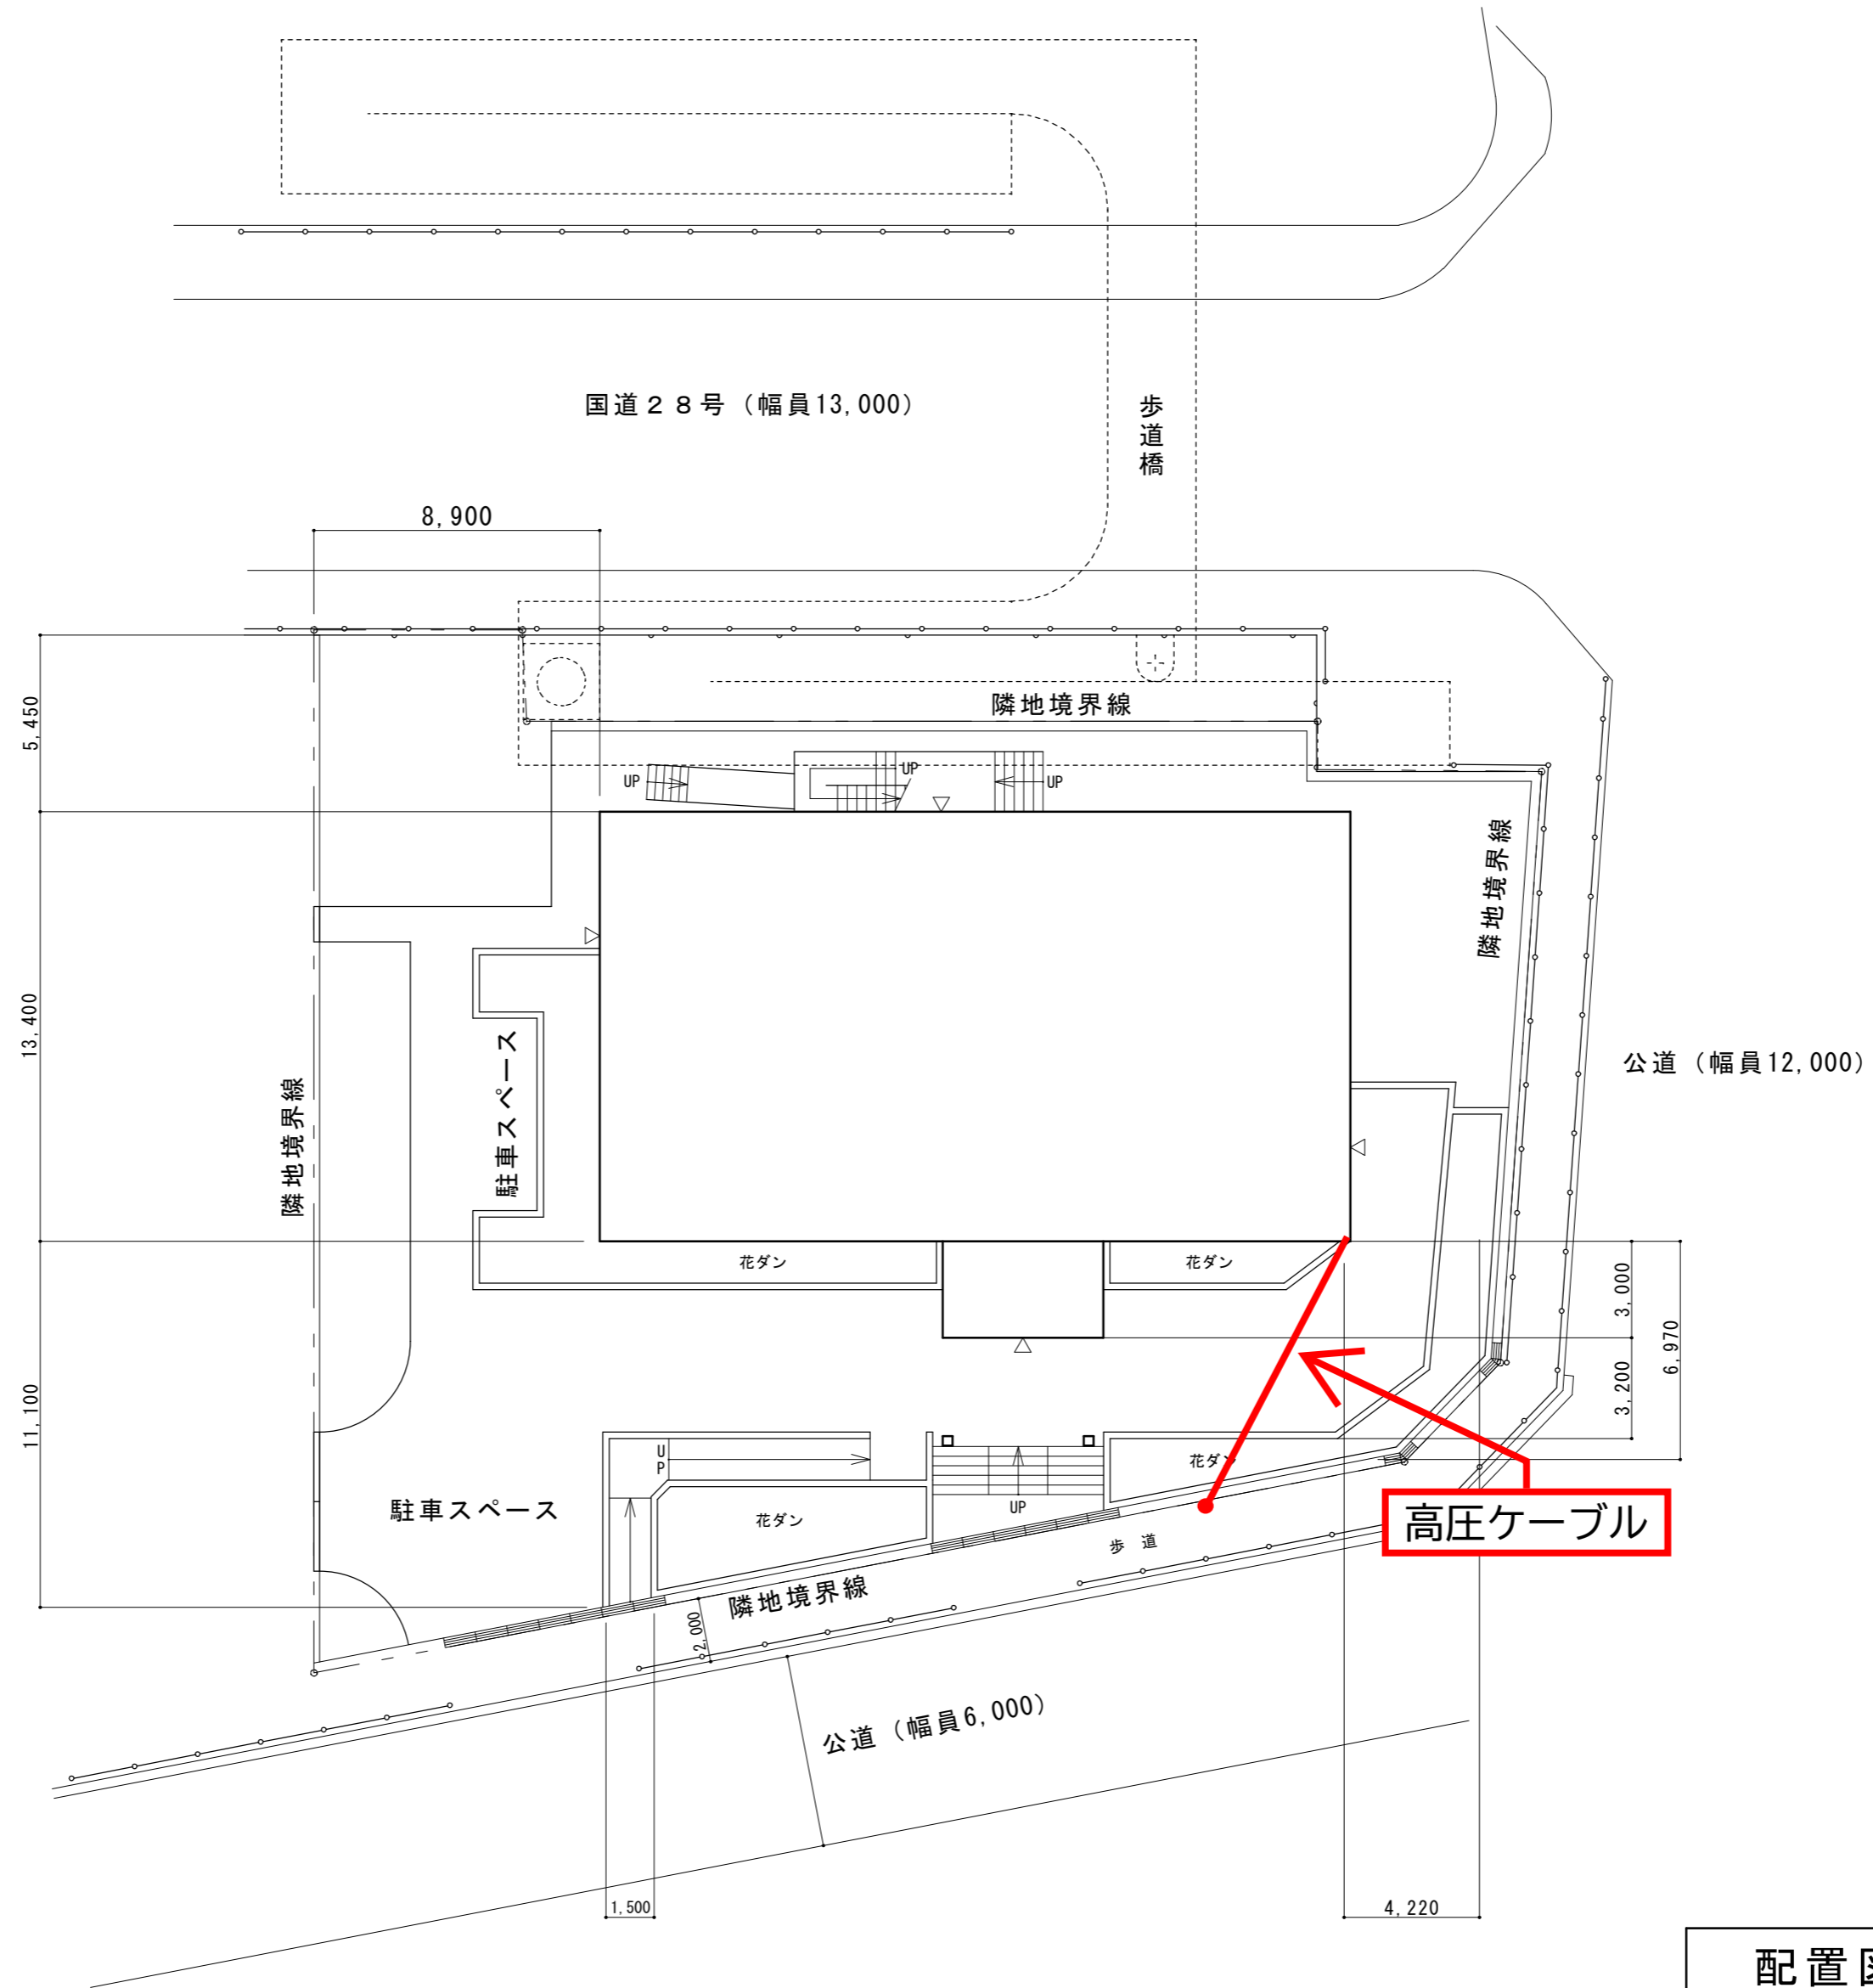 国道２８号（幅員13,000）
歩道橋
8,900
隣地境界線
5,450
UP
UP
UP
隣地境界線
13,400
駐車スペース
公道（幅員12,000）
隣地境界線
花ダン
花ダン
3,000
6,970
3,200
11,100
UP
花ダン
駐車スペース
花ダン
UP
高圧ケーブル
歩道
隣地境界線
2,000
公道（幅員6,000）
1,500
4,220
配置図